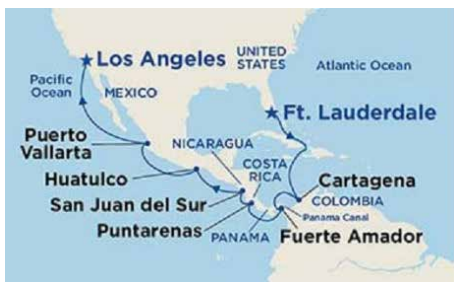 Los Angeles
UNITED
STATES
Atlantic Ocean
Pacific
Ocean
MEXICO
Ft. Lauderdale
Puerto
Vallarta
NICARAGUA
Huatulco
COSTA
RICA
Cartagena
San Juan del Sur
COLOMBIA
Panama Canal
Puntarenas
PANAMA
Fuerte Amador